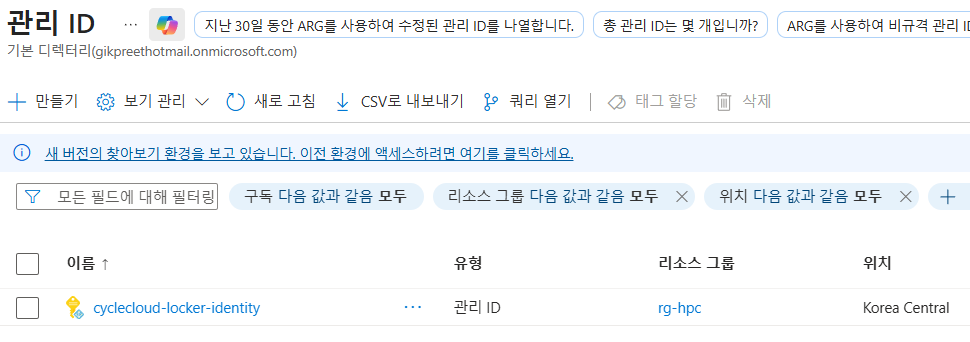 관리 ID ... 지난 30일 동안 ARG를 사용하여 수정된 관리 ID를 나열합니다. 총 관리 ID는 몇 개입니까? ARG를 사용하여 비규격 관리 ID
기본 디렉터리(gikpreethotmail.onmicrosoft.com)
만들기 보기 관리 새로 고침 CSV로 내보내기 쿼리 열기 태그 할당 삭제
새 버전의 찾아보기 환경을 보고 있습니다. 이전 환경에 액세스하려면 여기를 클릭하세요.
모든 필드에 대해 필터링 구독 다음 값과 같음 모두 리소스 그룹 다음 값과 같음 모두 위치 다음 값과 같음 모두
이름 ↑ 유형 리소스 그룹 위치
cyclecloud-locker-identity ... 관리 ID rg-hpc Korea Central